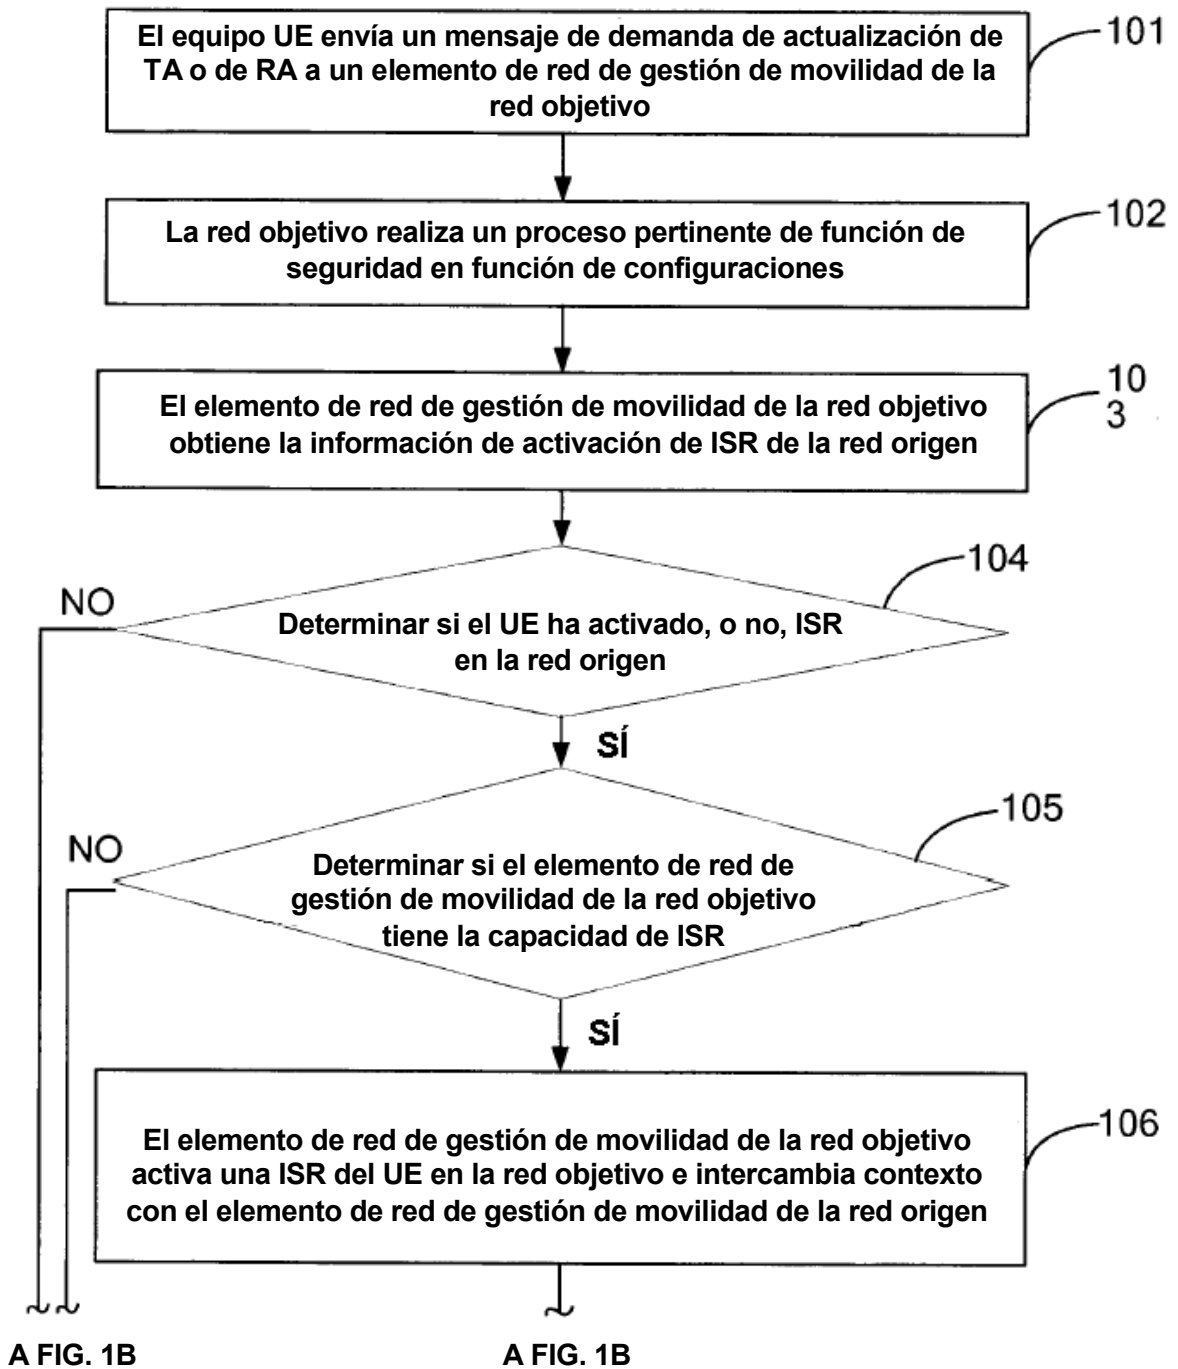 El equipo UE envía un mensaje de demanda de actualización de
TA o de RA a un elemento de red de gestión de movilidad de la
red objetivo
101
La red objetivo realiza un proceso pertinente de función de
seguridad en función de configuraciones
102
El elemento de red de gestión de movilidad de la red objetivo
obtiene la información de activación de ISR de la red origen
10
3
104
NO
Determinar si el UE ha activado, o no, ISR
en la red origen
SÍ
105
NO
Determinar si el elemento de red de
gestión de movilidad de la red objetivo
tiene la capacidad de ISR
SÍ
El elemento de red de gestión de movilidad de la red objetivo
activa una ISR del UE en la red objetivo e intercambia contexto
con el elemento de red de gestión de movilidad de la red origen
106
A FIG. 1B
A FIG. 1B